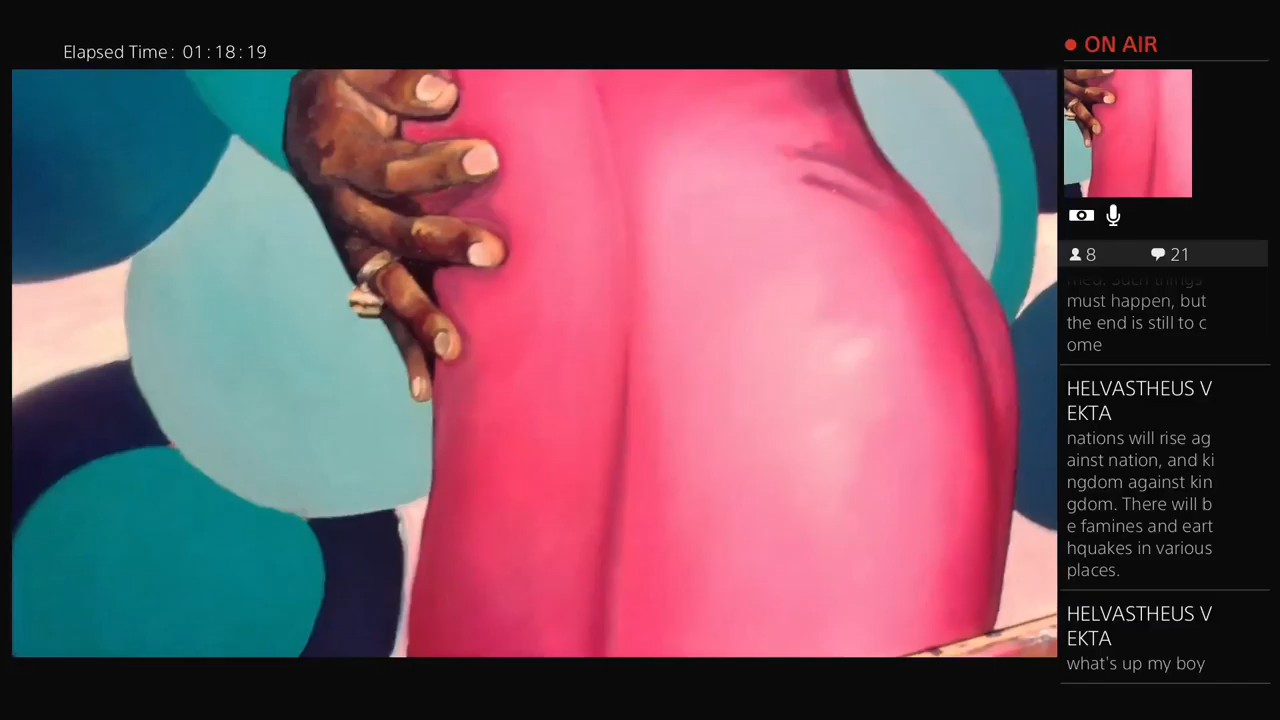 Elapsed Time: 01:18:19
ON AIR
8 21
must happen, but
the end is still to c
ome
HELVASTHEUS V
EKTA
nations will rise ag
ainst nation, and ki
ngdom against kin
gdom. There will b
e famines and eart
hquakes in various
places.
HELVASTHEUS V
EKTA
what's up my boy